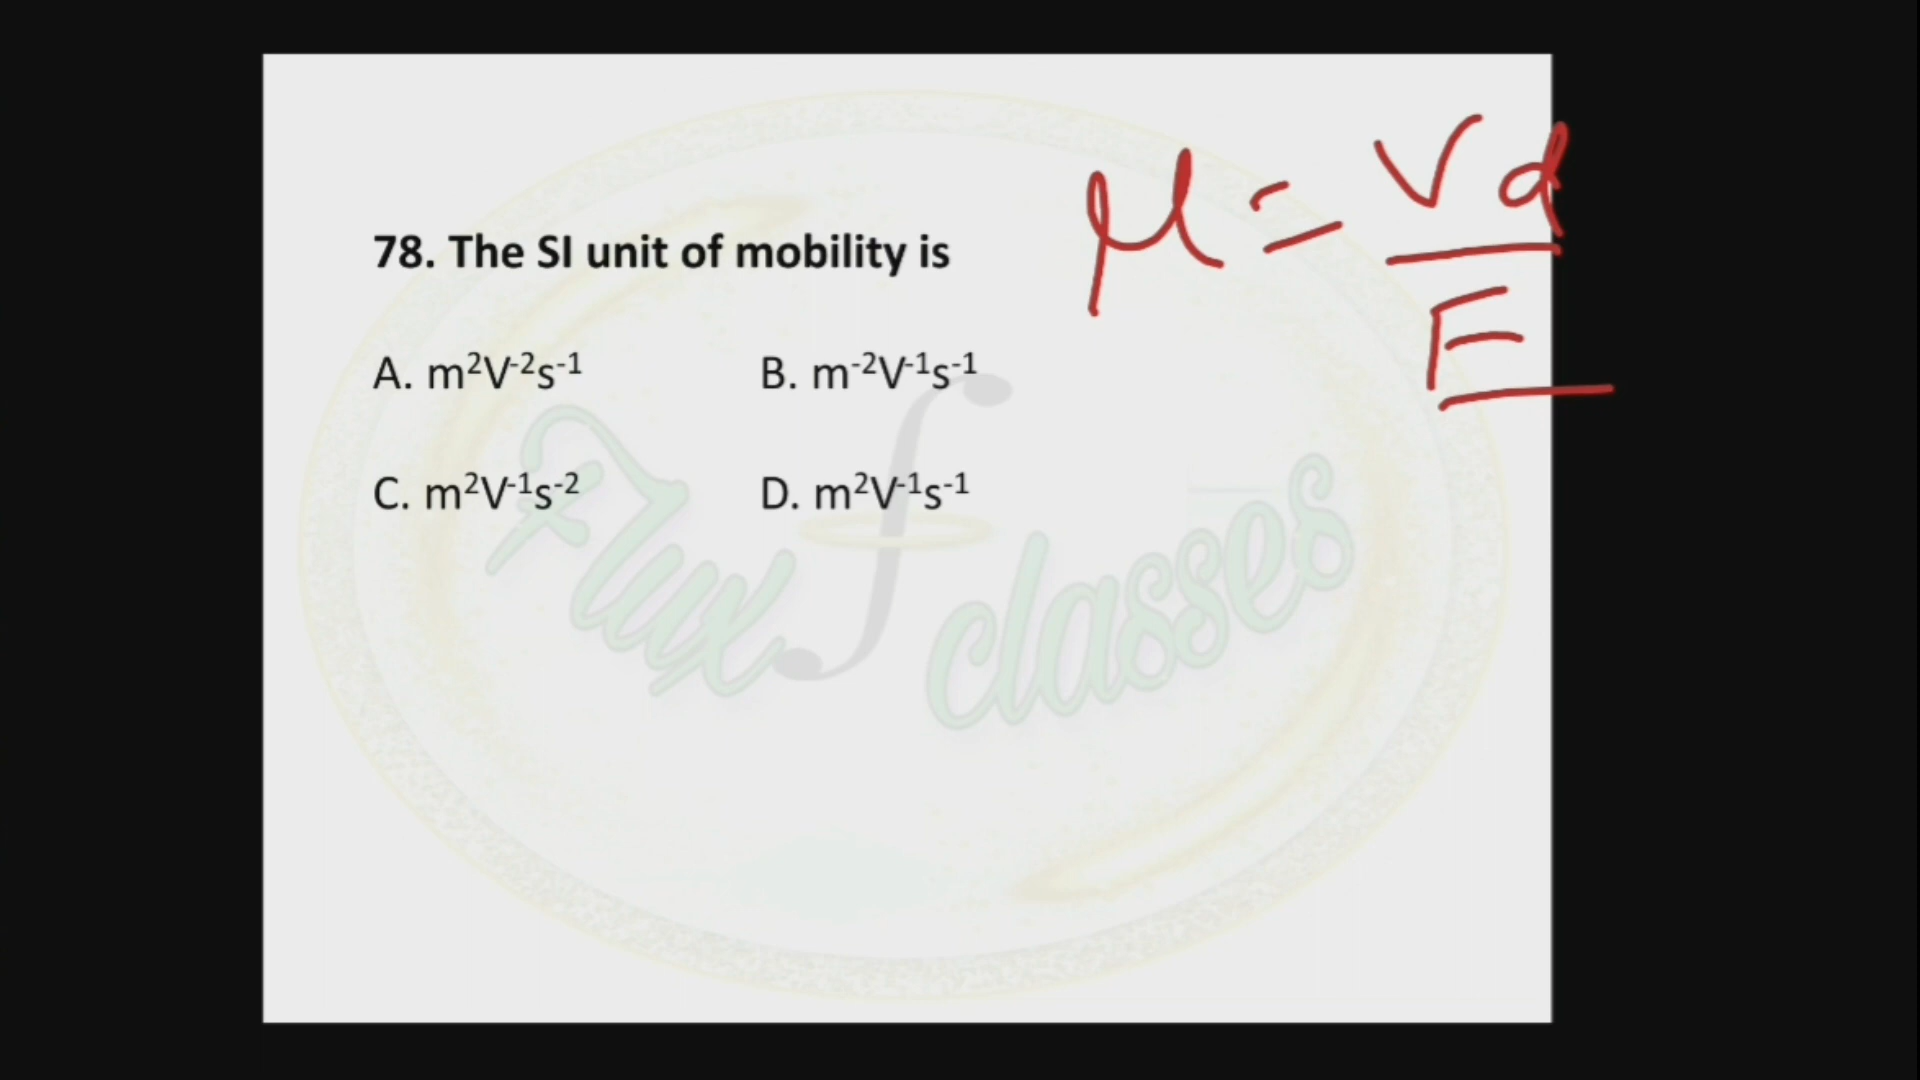 78. The SI unit of mobility is
μ = Vd / E
A. m²V⁻²s⁻¹ B. m⁻²V⁻¹s⁻¹
C. m²V⁻¹s⁻² D. m²V⁻¹s⁻¹
Flux classes